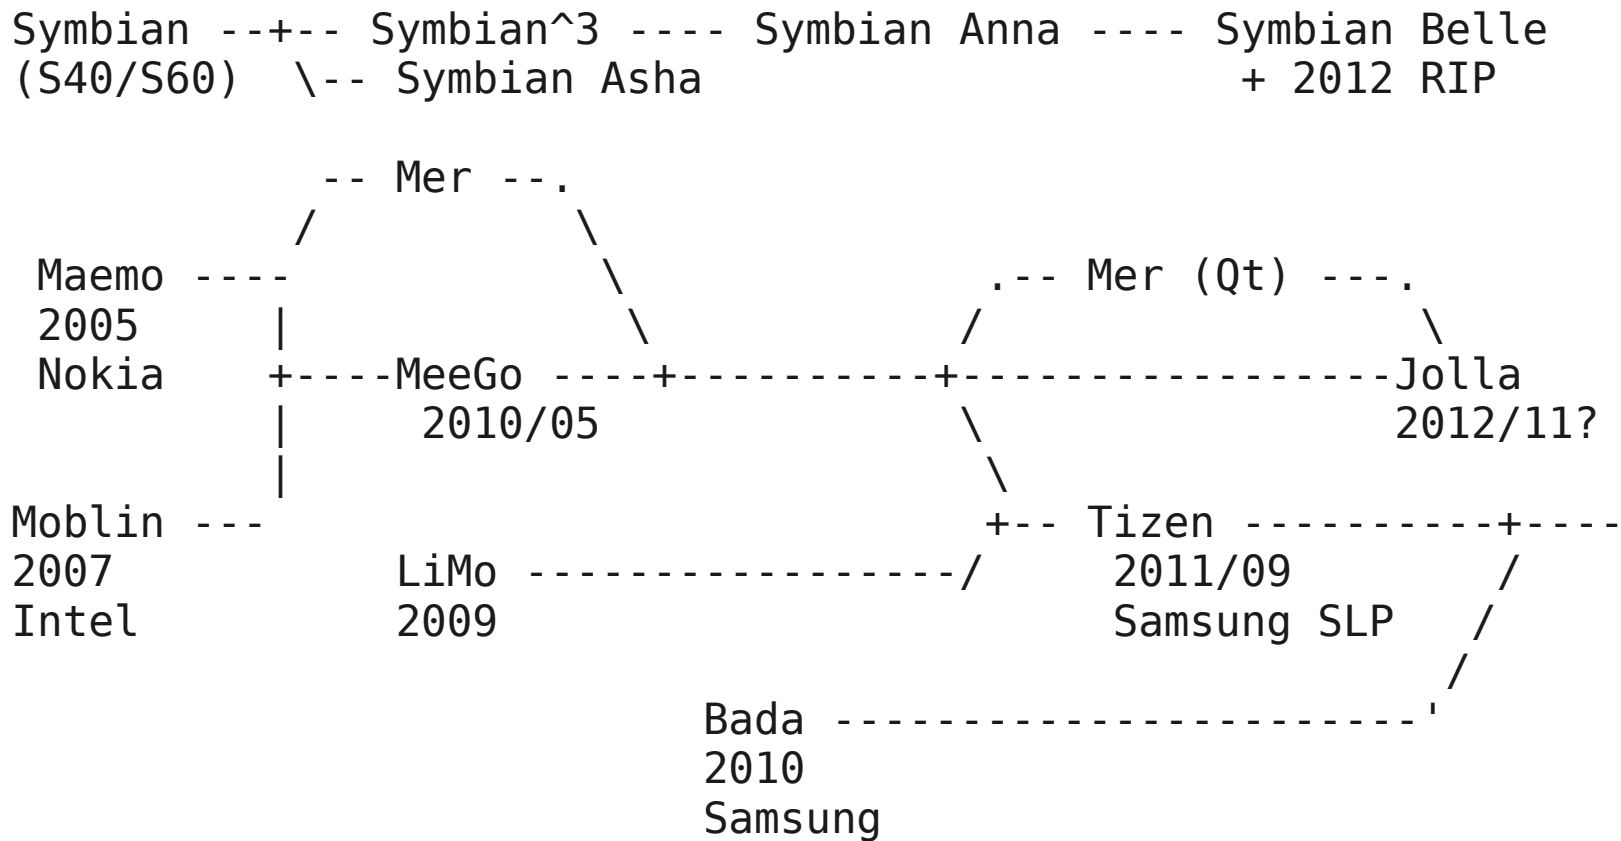 Symbian --+-- Symbian^3 ---- Symbian Anna ---- Symbian Belle
(S40/S60)  \-- Symbian Asha                     + 2012 RIP
            -- Mer --.
           /          \
 Maemo ----            \              .-- Mer (Qt) ---.
 2005     |             \            /                 \
 Nokia    +----MeeGo ----+----------+-----------------Jolla
          |     2010/05              \                2012/11?
          |                           \
Moblin ---                            +-- Tizen ----------+----
2007           LiMo -----------------/     2011/09        /
Intel          2009                        Samsung SLP   /
                                                        /
                           Bada -----------------------'
                           2010
                           Samsung